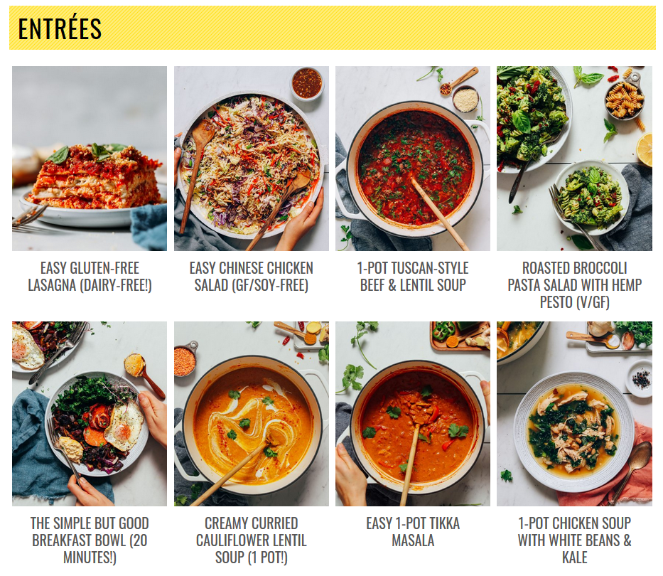 ENTRÉES
EASY GLUTEN-FREE
LASAGNA (DAIRY-FREE!)
EASY CHINESE CHICKEN
SALAD (GF/SOY-FREE)
1-POT TUSCAN-STYLE
BEEF & LENTIL SOUP
ROASTED BROCCOLI
PASTA SALAD WITH HEMP
PESTO (V/GF)
THE SIMPLE BUT GOOD
BREAKFAST BOWL (20
MINUTES!)
CREAMY CURRIED
CAULIFLOWER LENTIL
SOUP (1 POT!)
EASY 1-POT TIKKA
MASALA
1-POT CHICKEN SOUP
WITH WHITE BEANS &
KALE